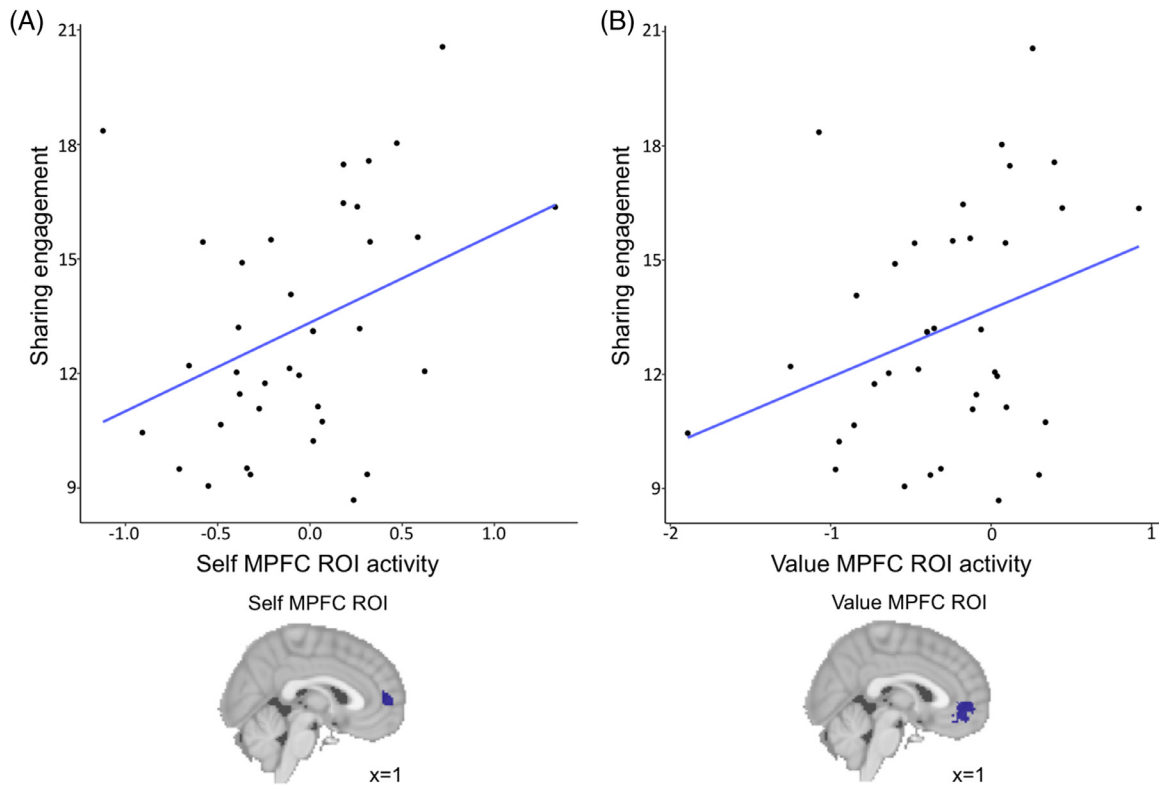 (A)
21
18
15
12
9
Sharing engagement
-1.0 -0.5 0.0 0.5 1.0
Self MPFC ROI activity
Self MPFC ROI
x=1
(B)
21
18
15
12
9
Sharing engagement
-2 -1 0 1
Value MPFC ROI activity
Value MPFC ROI
x=1